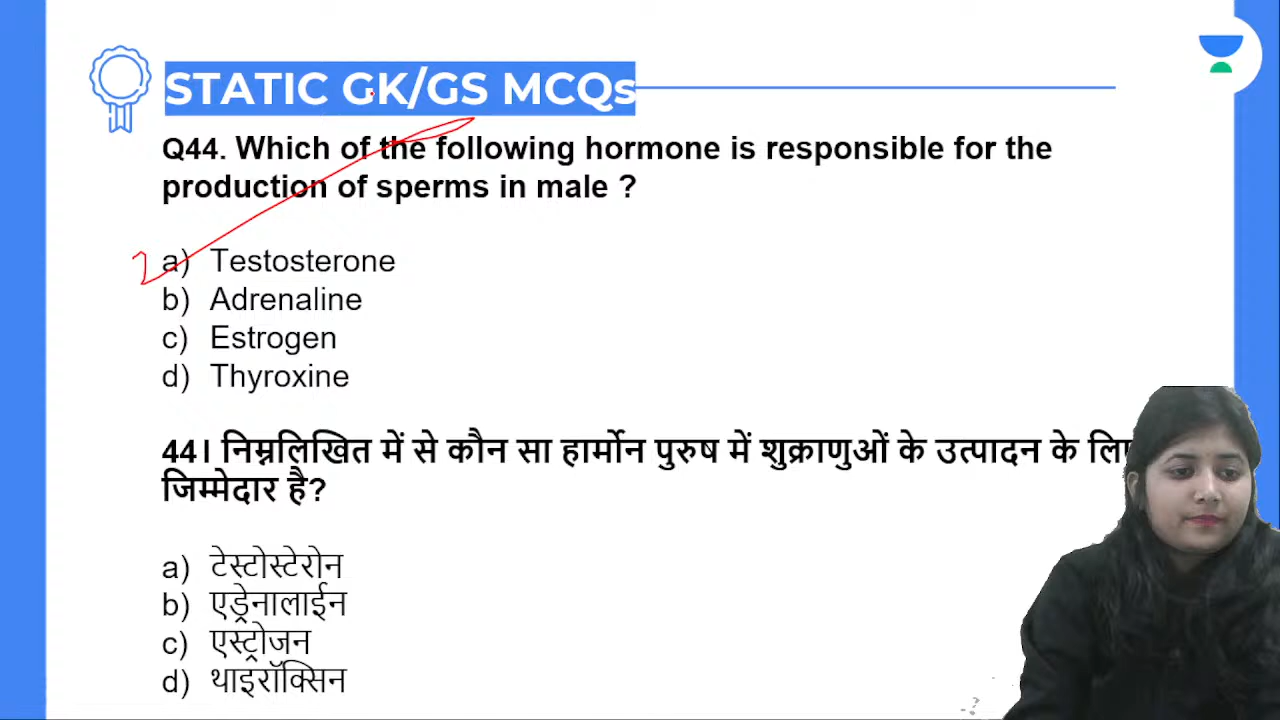 STATIC GK/GS MCQs
Q44. Which of the following hormone is responsible for the
production of sperms in male ?
a) Testosterone
b) Adrenaline
c) Estrogen
d) Thyroxine
44। निम्नलिखित में से कौन सा हार्मोन पुरुष में शुक्राणुओं के उत्पादन के
जिम्मेदार है?
a) टेस्टोस्टेरोन
b) एड्रेनालाईन
c) एस्ट्रोजन
d) थाइरॉक्सिन